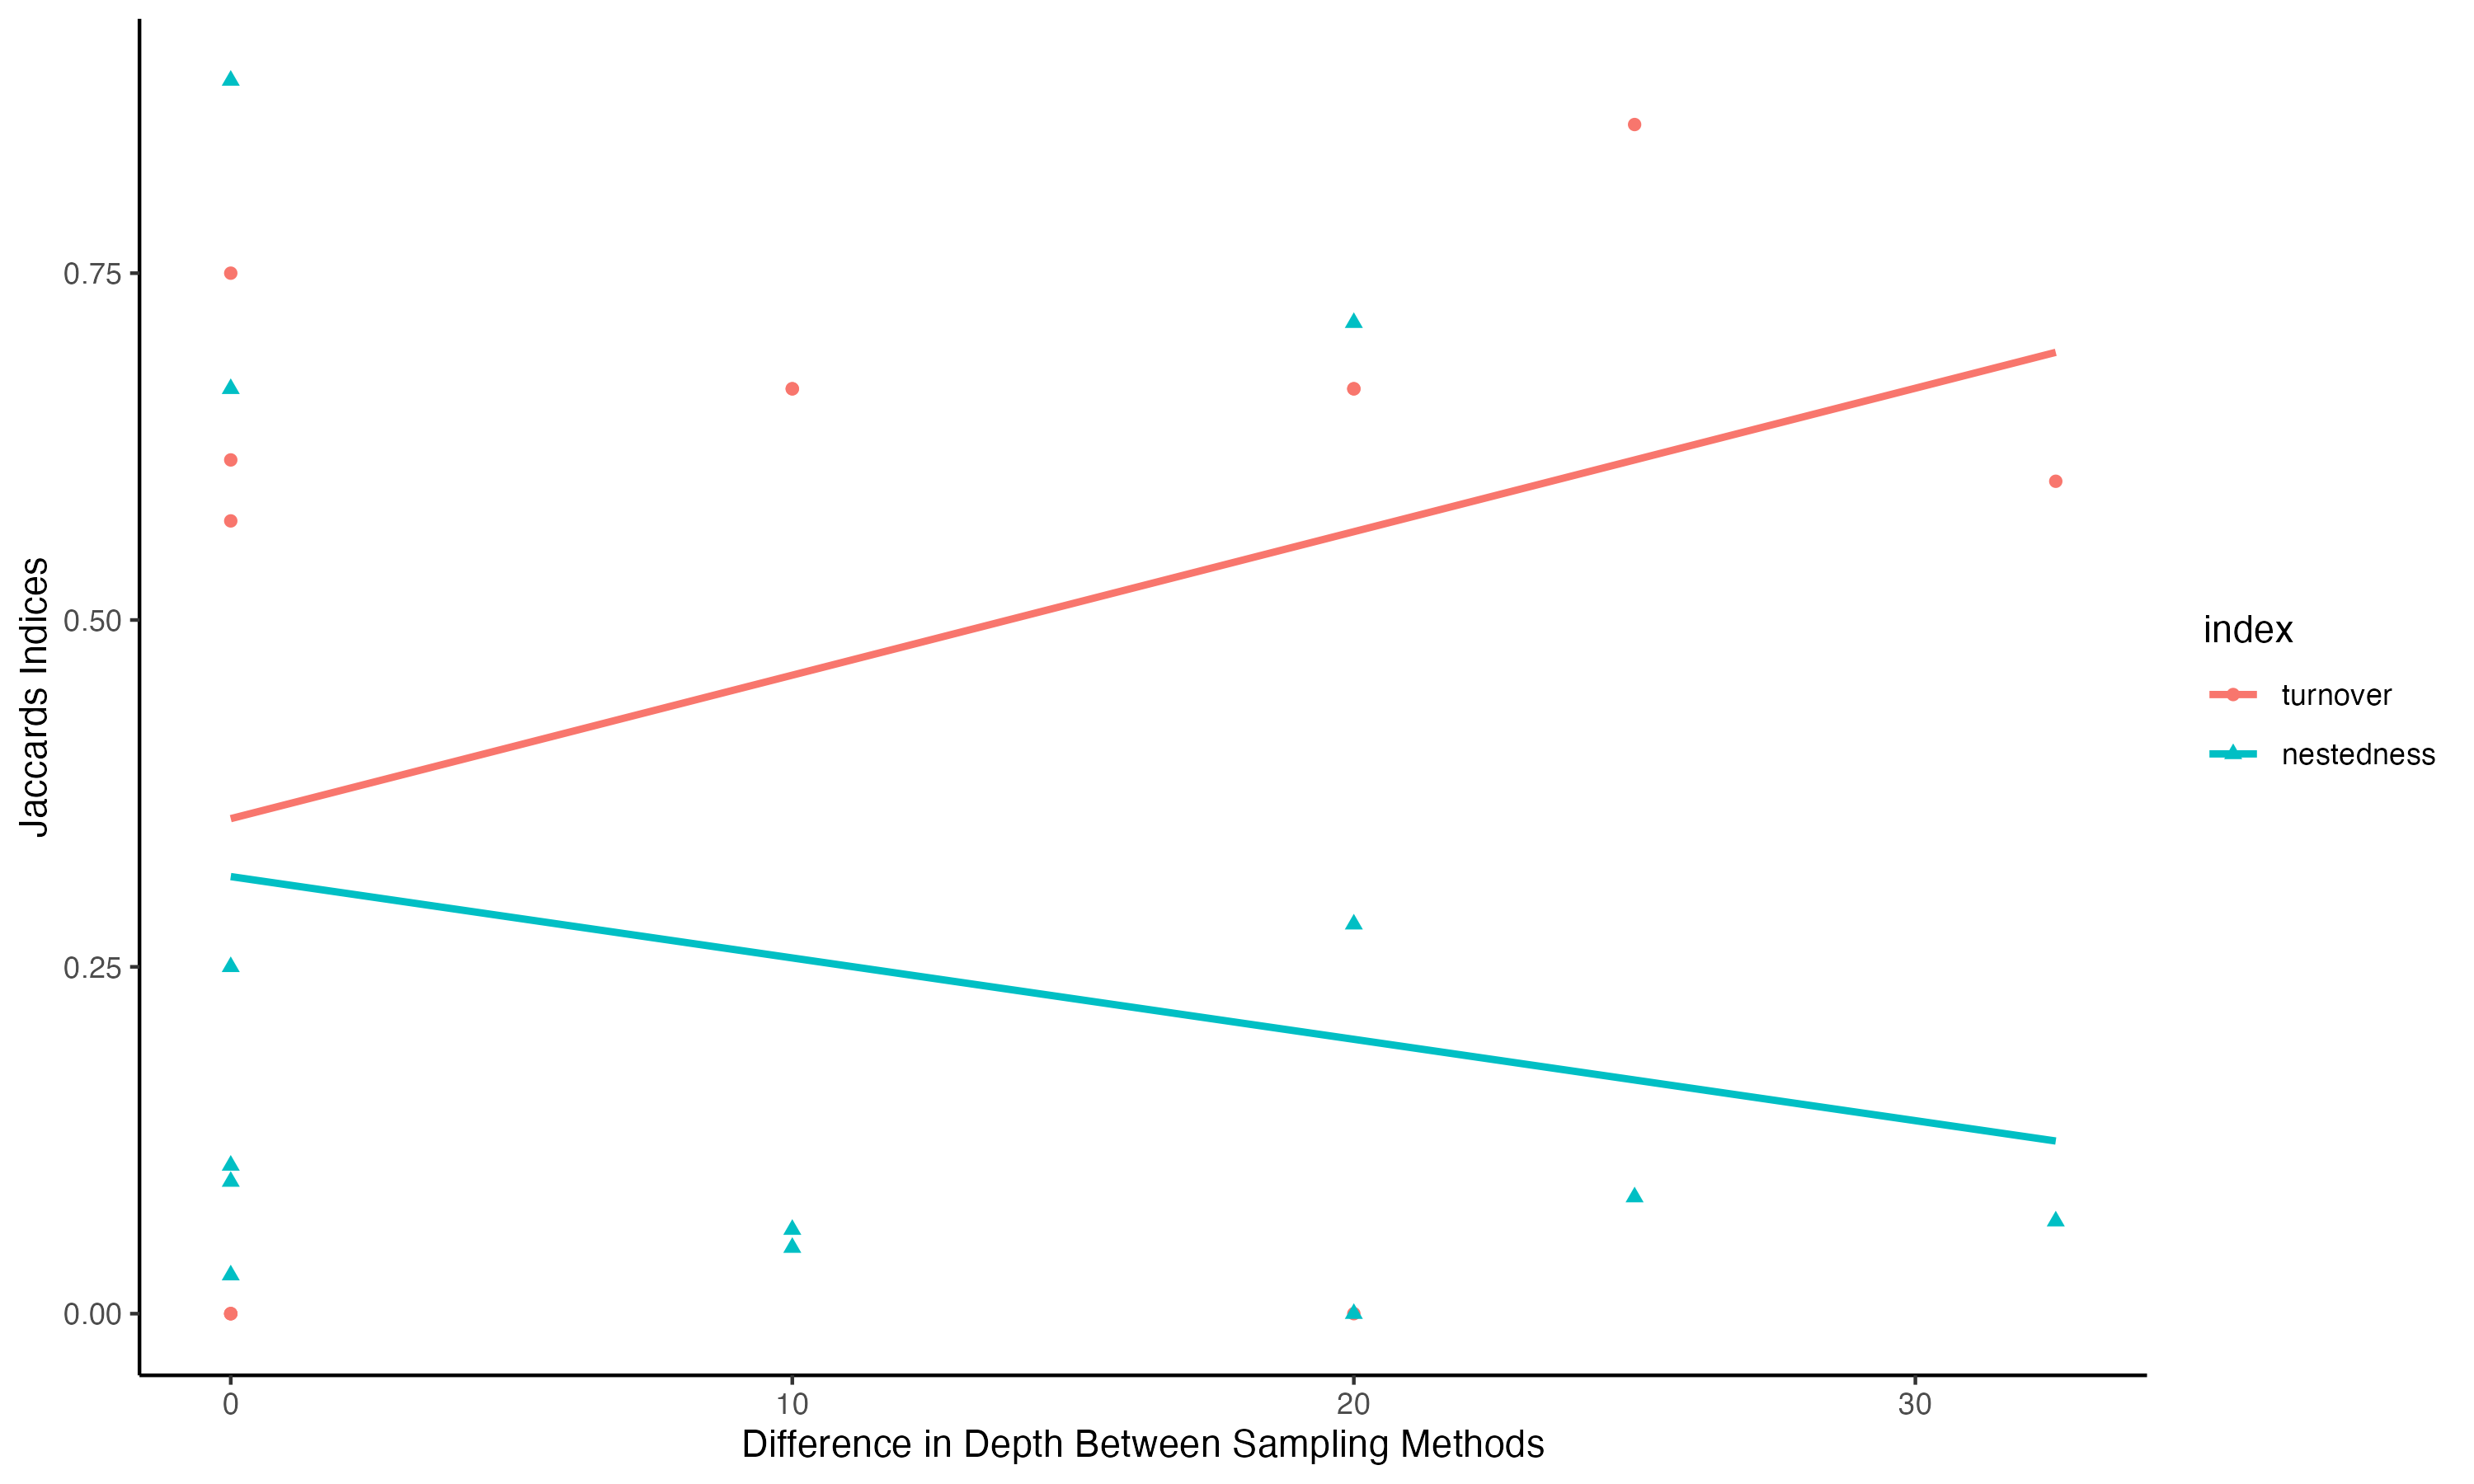 Jaccards Indices
0.75
0.50
0.25
0.00
0 10 20 30
Difference in Depth Between Sampling Methods
index
turnover
nestedness